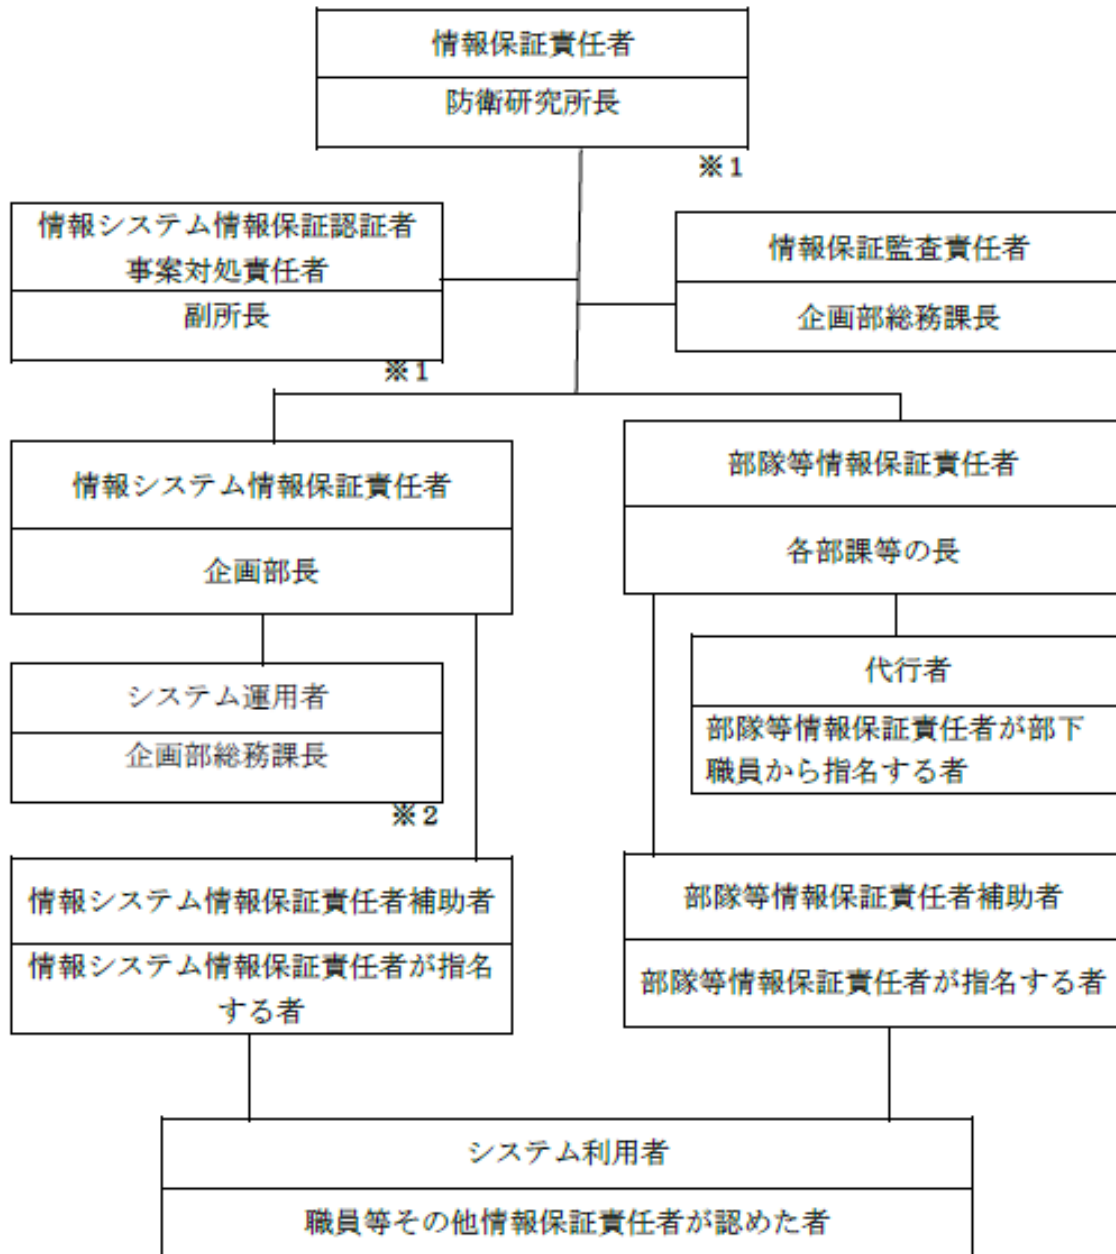 情報保証責任者
防衛研究所長
※1
情報システム情報保証認証者
事案対処責任者
副所長
※1
情報保証監査責任者
企画部総務課長
情報システム情報保証責任者
企画部長
部隊等情報保証責任者
各部課等の長
システム運用者
企画部総務課長
※2
代行者
部隊等情報保証責任者が部下
職員から指名する者
情報システム情報保証責任者補助者
情報システム情報保証責任者が指名
する者
部隊等情報保証責任者補助者
部隊等情報保証責任者が指名する者
システム利用者
職員等その他情報保証責任者が認めた者